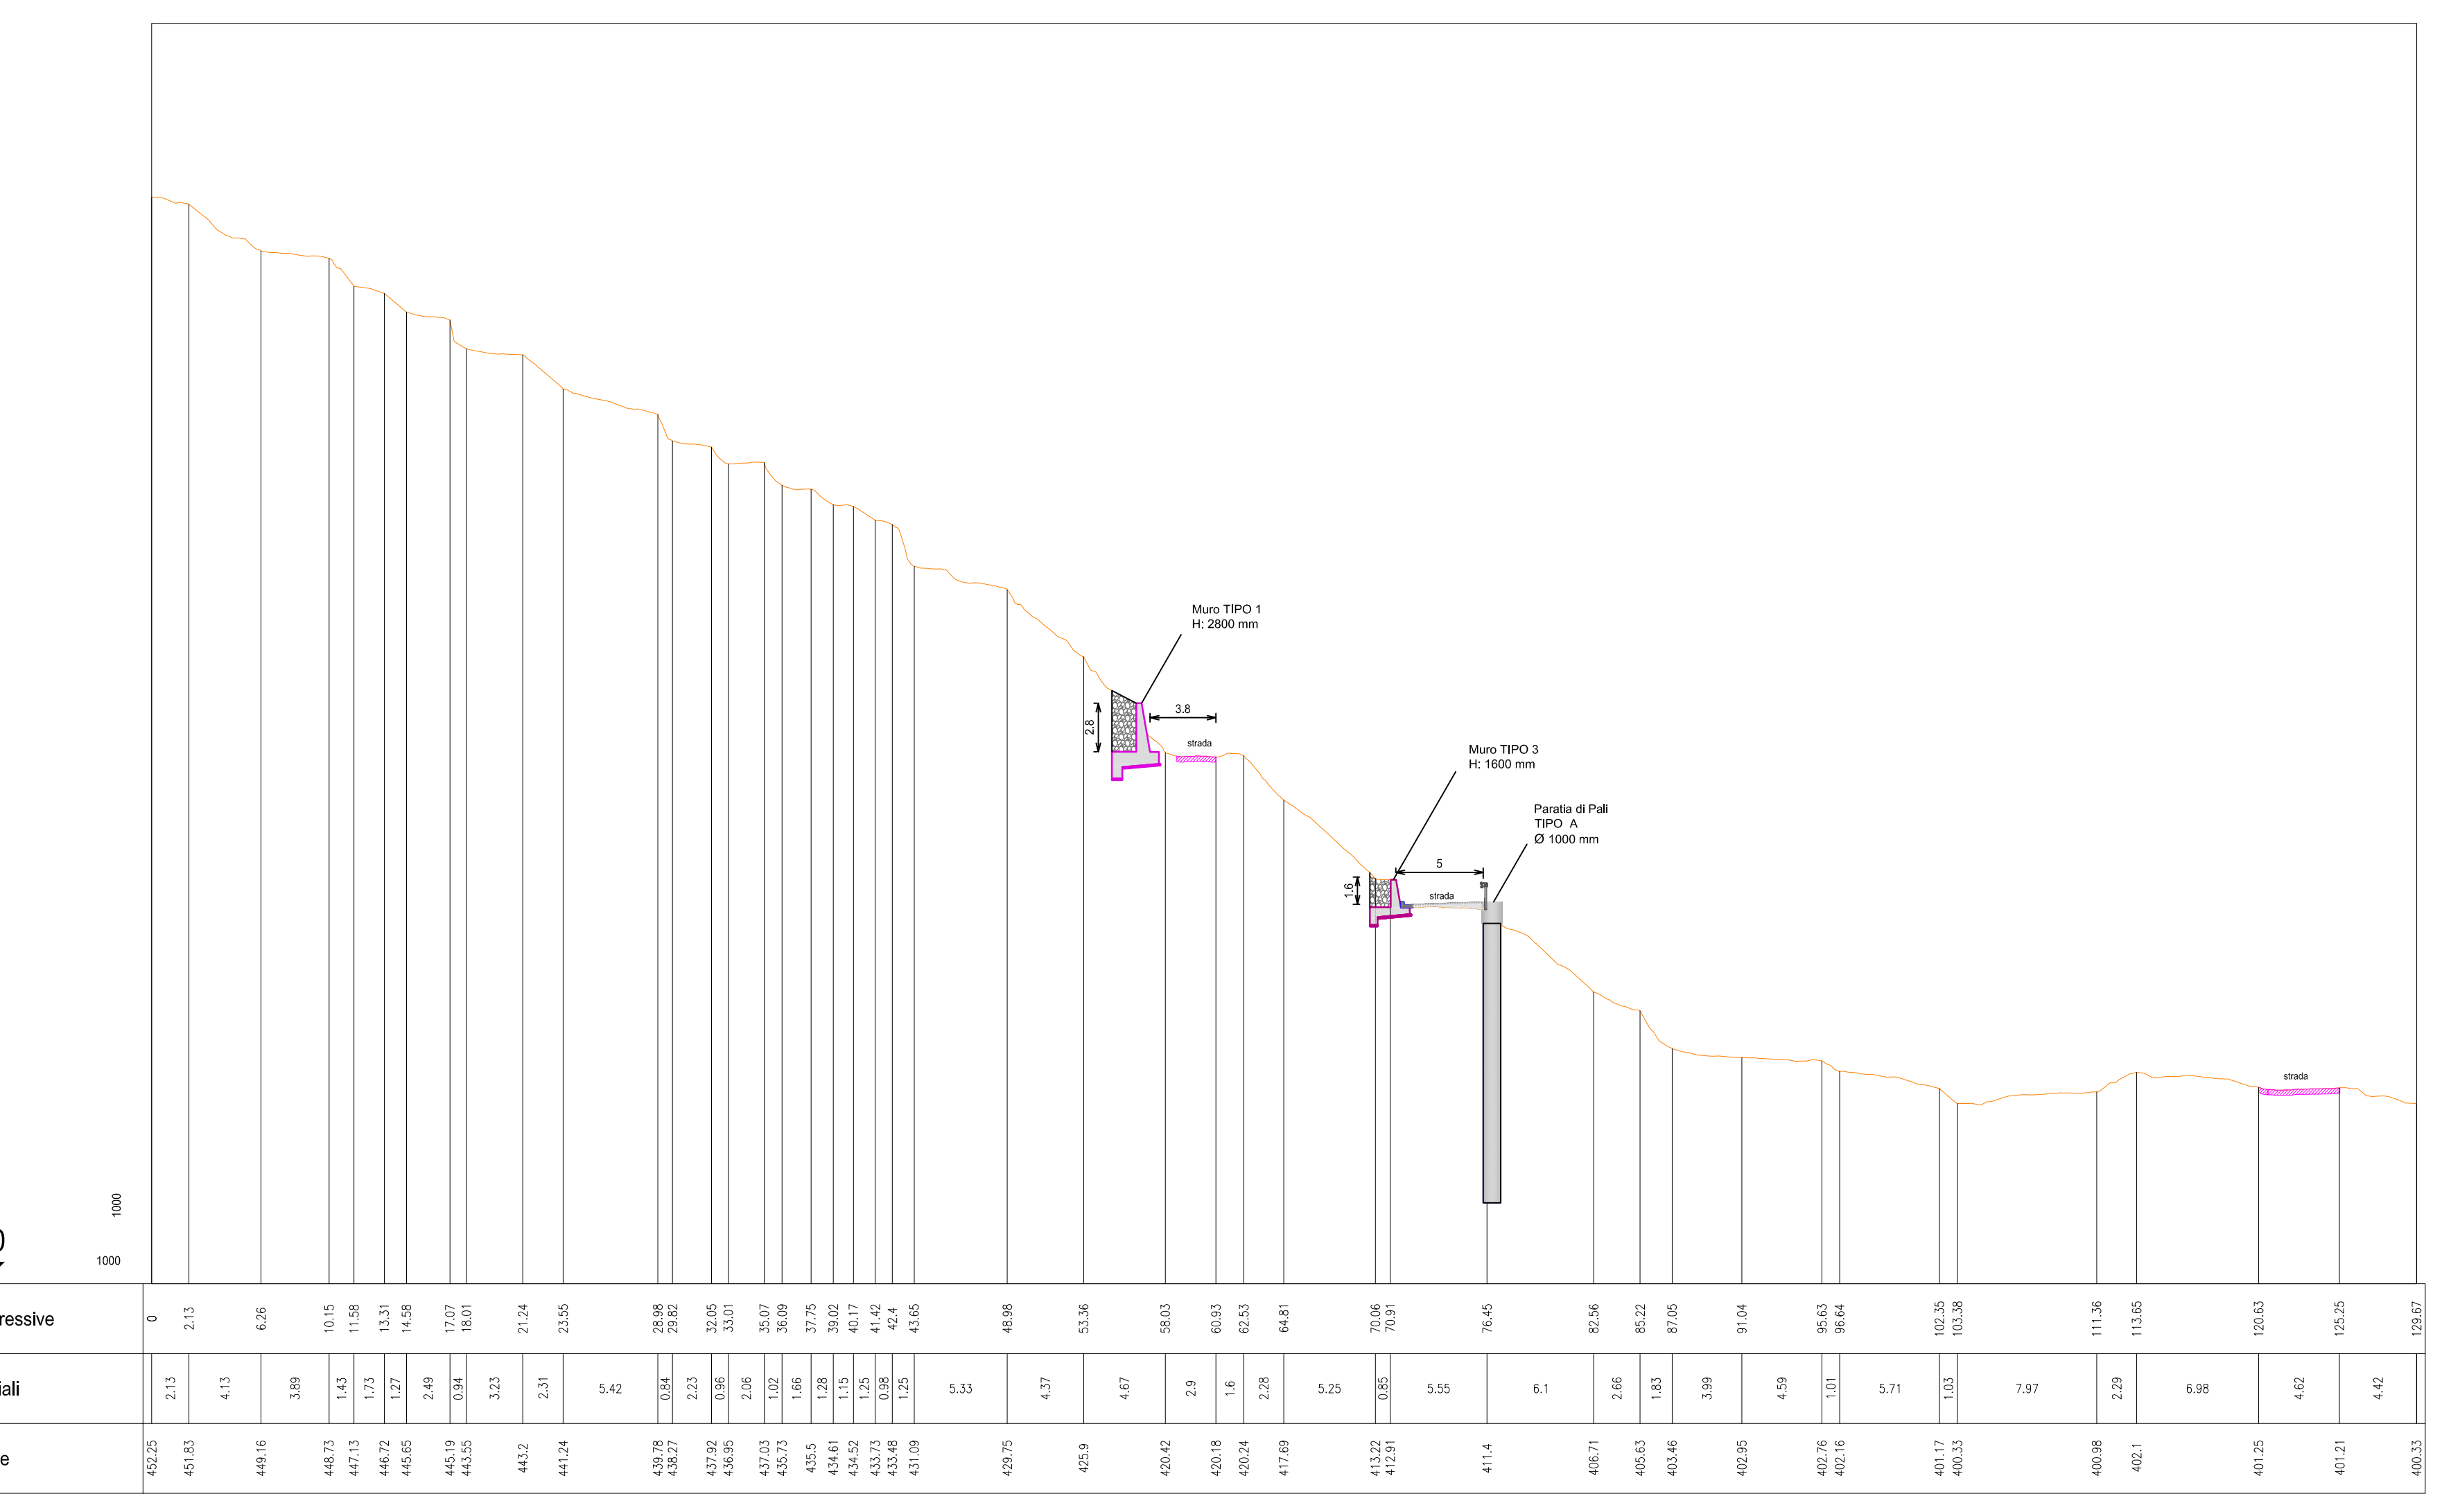 Muro TIPO 1
H: 2800 mm
2.8
3.8
strada
Muro TIPO 3
H: 1600 mm
Paratia di Pali
TIPO A
Ø 1000 mm
1.6
5
strada
strada
1000
1000
ressive
0 2.13 6.26 10.15 11.58 13.31 14.58 17.07 18.01 21.24 23.55 28.98 29.82 32.05 33.01 35.07 36.09 37.75 39.02 40.17 41.42 42.4 43.65 48.98 53.36 58.03 60.93 62.53 64.81 70.06 70.91 76.45 82.56 85.22 87.05 91.04 95.63 96.64 102.35 103.38 111.36 113.65 120.63 125.25 129.67
iali
2.13 4.13 3.89 1.43 1.73 1.27 2.49 0.94 3.23 2.31 5.42 0.84 2.23 0.96 2.06 1.02 1.66 1.28 1.15 1.25 0.98 1.25 5.33 4.37 4.67 2.9 1.6 2.28 5.25 0.85 5.55 6.1 2.66 1.83 3.99 4.59 1.01 5.71 1.03 7.97 2.29 6.98 4.62 4.42
e
452.25 451.83 449.16 448.73 447.13 446.72 445.65 445.19 443.55 443.2 441.24 439.78 438.27 437.92 436.95 437.03 435.73 435.5 434.61 434.52 433.73 433.48 431.09 429.75 425.9 420.42 420.18 420.24 417.69 413.22 412.91 411.4 406.71 405.63 403.46 402.95 402.76 402.16 401.17 400.33 400.98 402.1 401.25 401.21 400.33